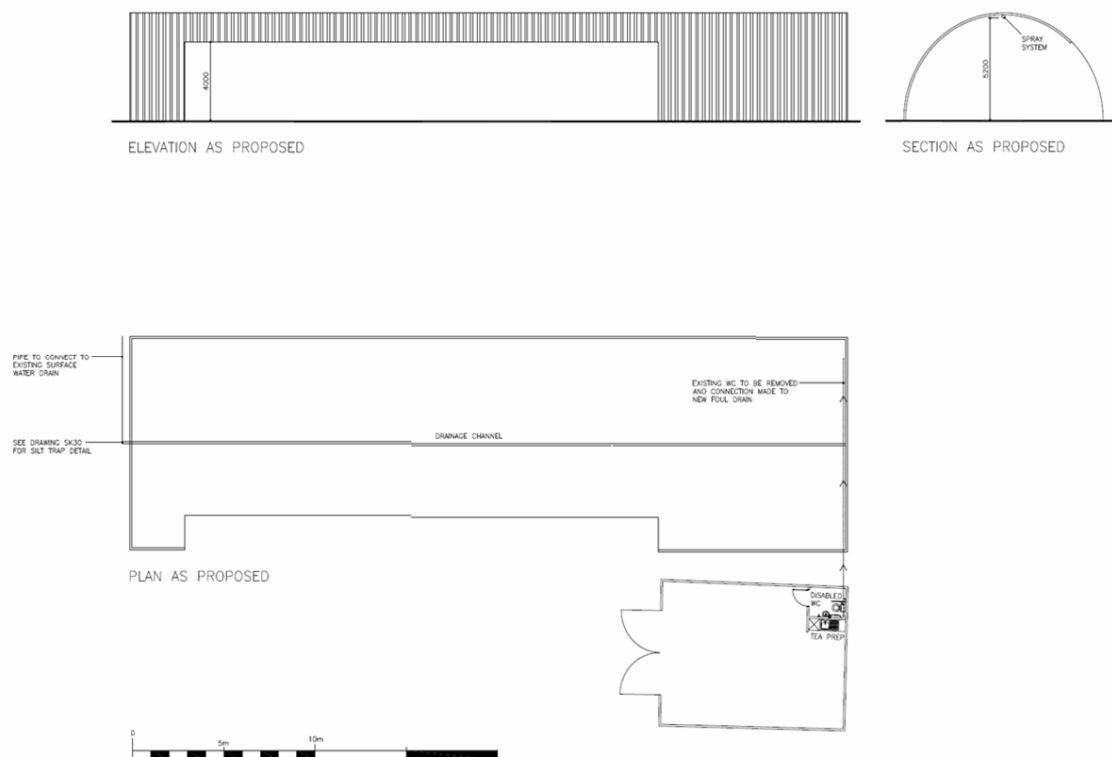 SPRAY
SYSTEM
4000
5200
ELEVATION AS PROPOSED
SECTION AS PROPOSED
PIPE TO CONNECT TO
EXISTING SURFACE
WATER DRAIN
EXISTING WC TO BE REMOVED
AND CONNECTION MADE TO
NEW FOUL DRAIN
SEE DRAWING SK30
FOR SILT TRAP DETAIL
DRAINAGE CHANNEL
PLAN AS PROPOSED
DISABLED
WC
TEA PREP
0
5m
10m